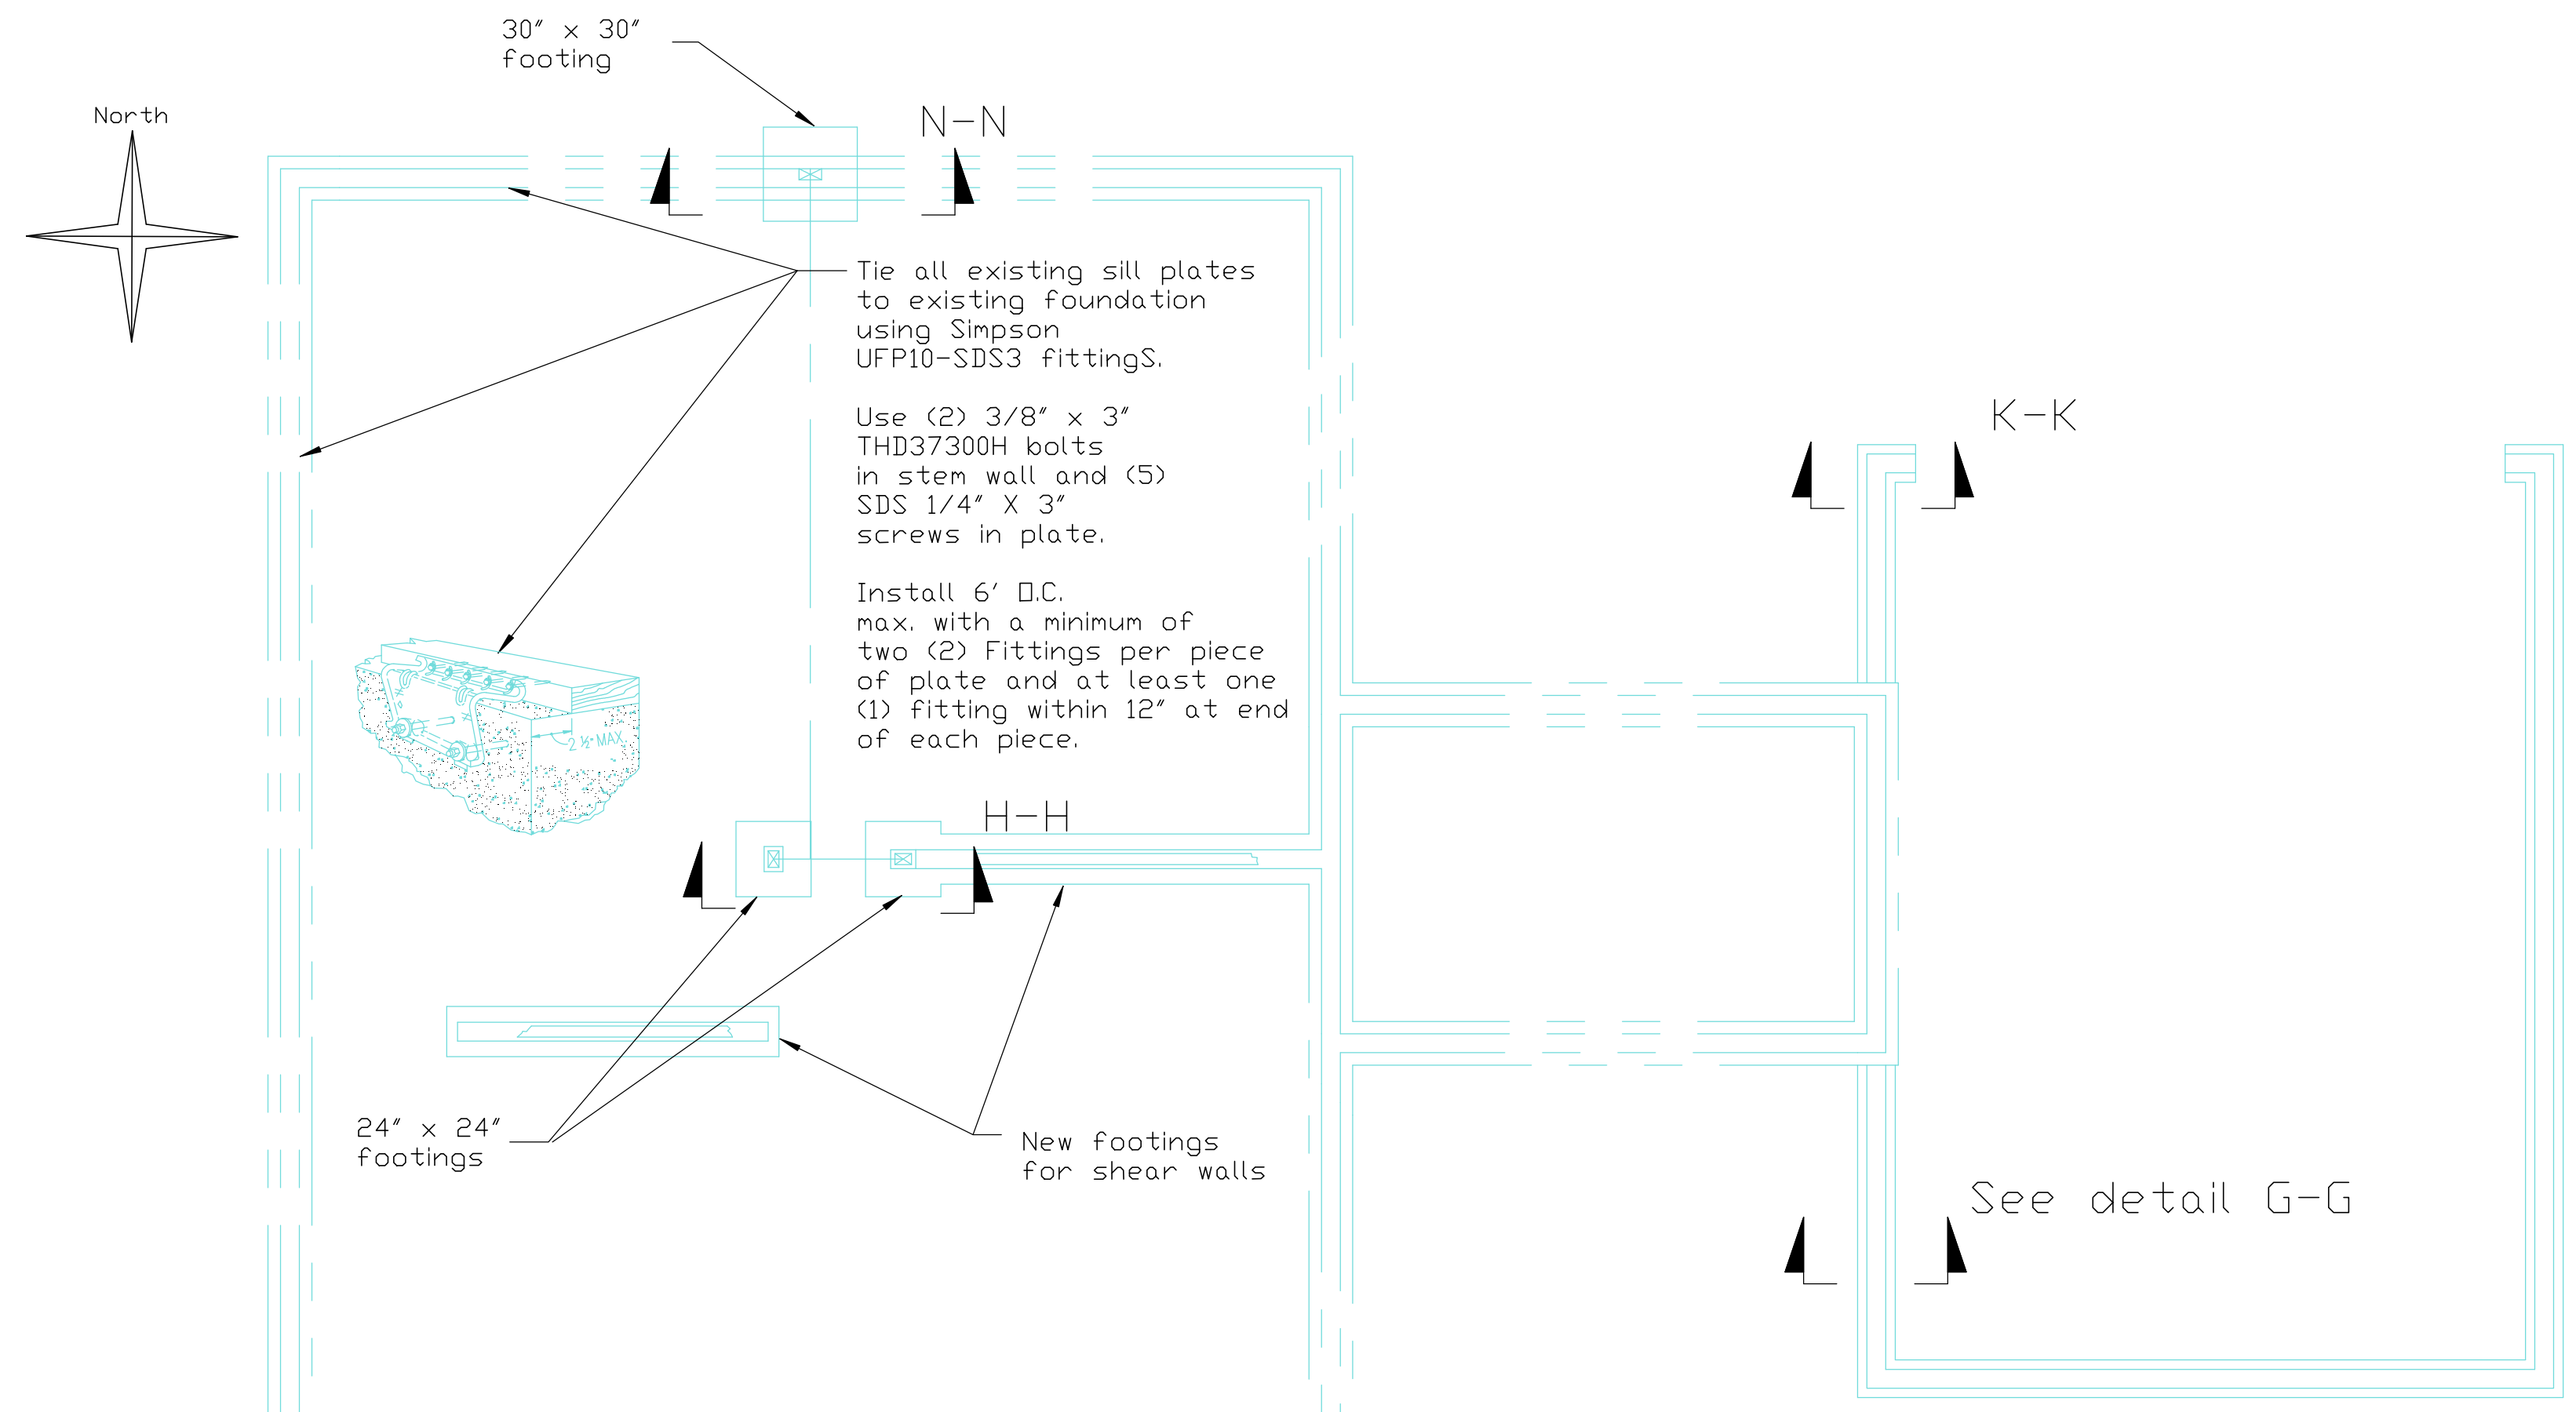 30" x 30"
footing
North
N-N
Tie all existing sill plates
to existing foundation
using Simpson
UFP10-SDS3 fittingS.
Use (2) 3/8" x 3"
THD37300H bolts
in stem wall and (5)
SDS 1/4" X 3"
screws in plate.
Install 6' O.C.
max. with a minimum of
two (2) Fittings per piece
of plate and at least one
(1) fitting within 12" at end
of each piece.
2 ½" MAX.
K-K
H-H
24" x 24"
footings
New footings
for shear walls
See detail G-G